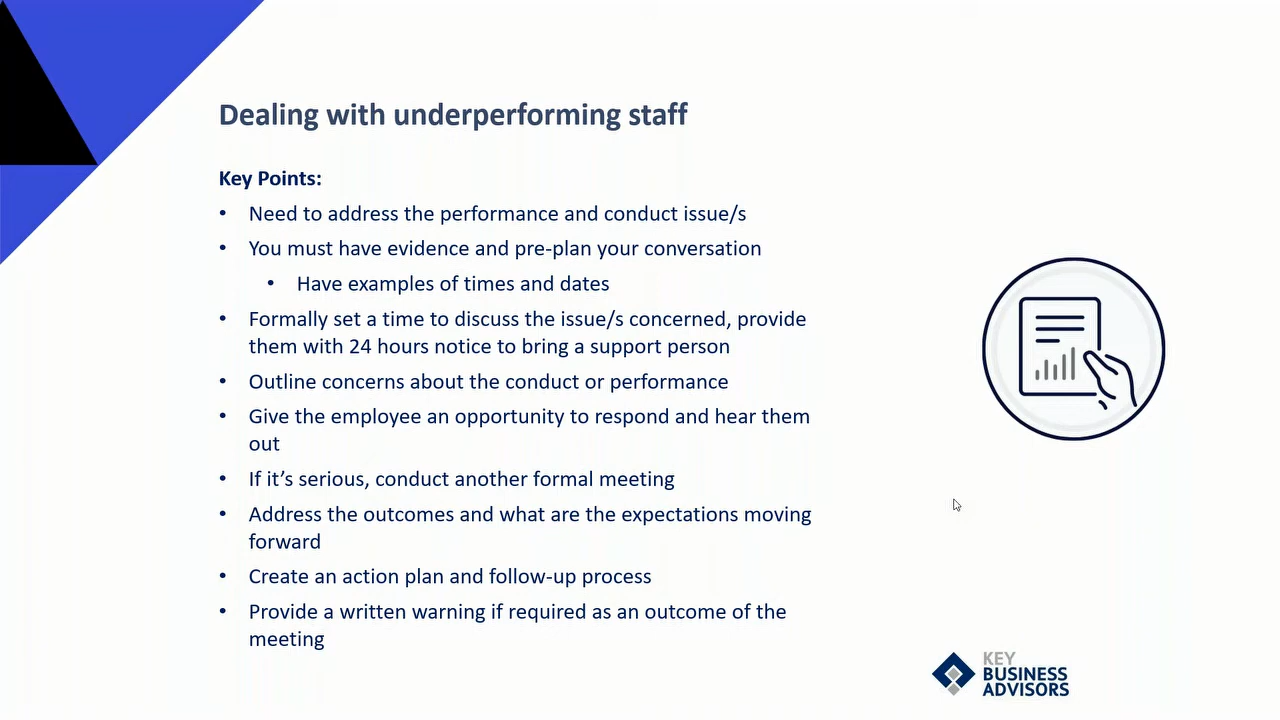 Dealing with underperforming staff
Key Points:
• Need to address the performance and conduct issue/s
• You must have evidence and pre-plan your conversation
• Have examples of times and dates
• Formally set a time to discuss the issue/s concerned, provide
them with 24 hours notice to bring a support person
• Outline concerns about the conduct or performance
• Give the employee an opportunity to respond and hear them
out
• If it’s serious, conduct another formal meeting
• Address the outcomes and what are the expectations moving
forward
• Create an action plan and follow-up process
• Provide a written warning if required as an outcome of the
meeting
KEY
BUSINESS
ADVISORS